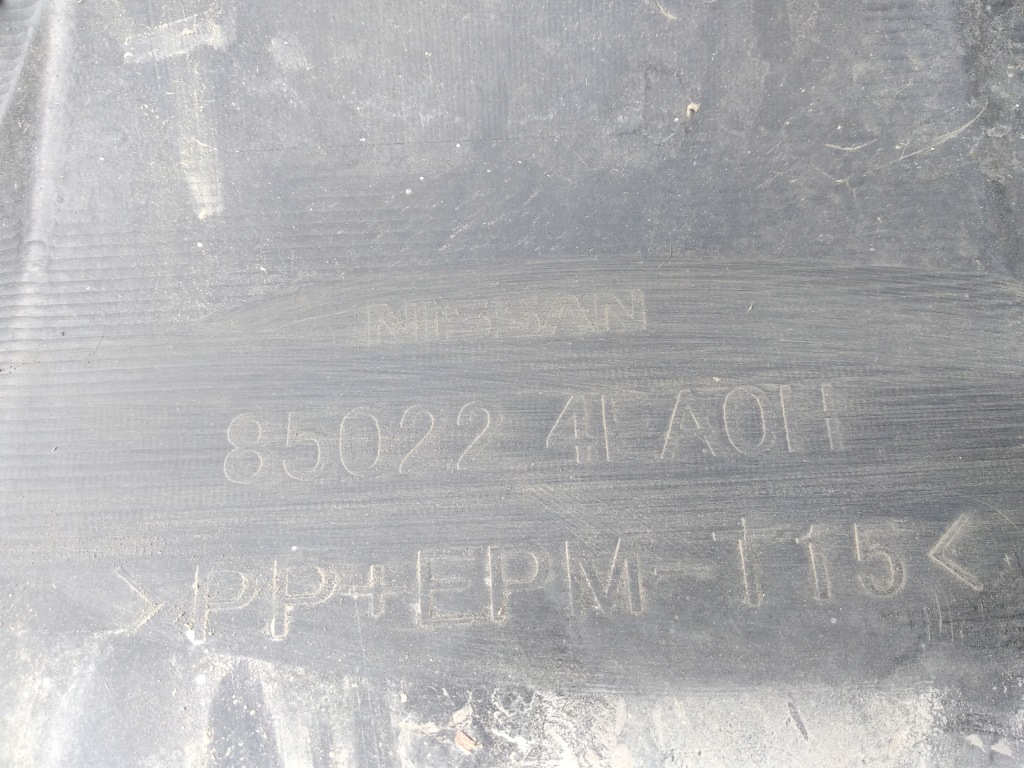 NISSAN
85022 4EA0H
>PP+EPM-T15<